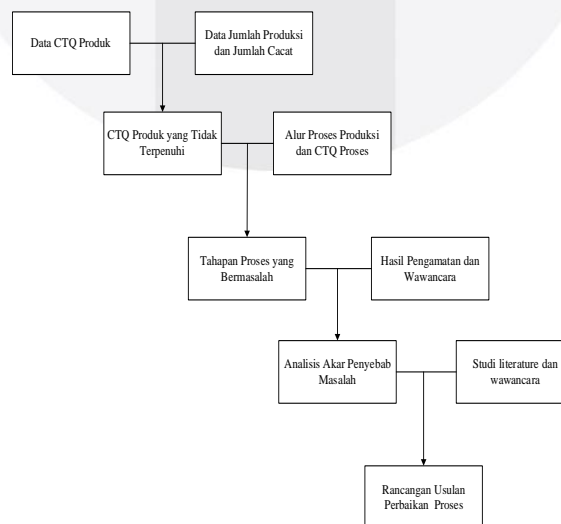 Data CTQ Produk
Data Jumlah Produksi
dan Jumlah Cacat
CTQ Produk yang Tidak
Terpenuhi
Alur Proses Produksi
dan CTQ Proses
Tahapan Proses yang
Bermasalah
Hasil Pengamatan dan
Wawancara
Analisis Akar Penyebab
Masalah
Studi literature dan
wawancara
Rancangan Usulan
Perbaikan Proses